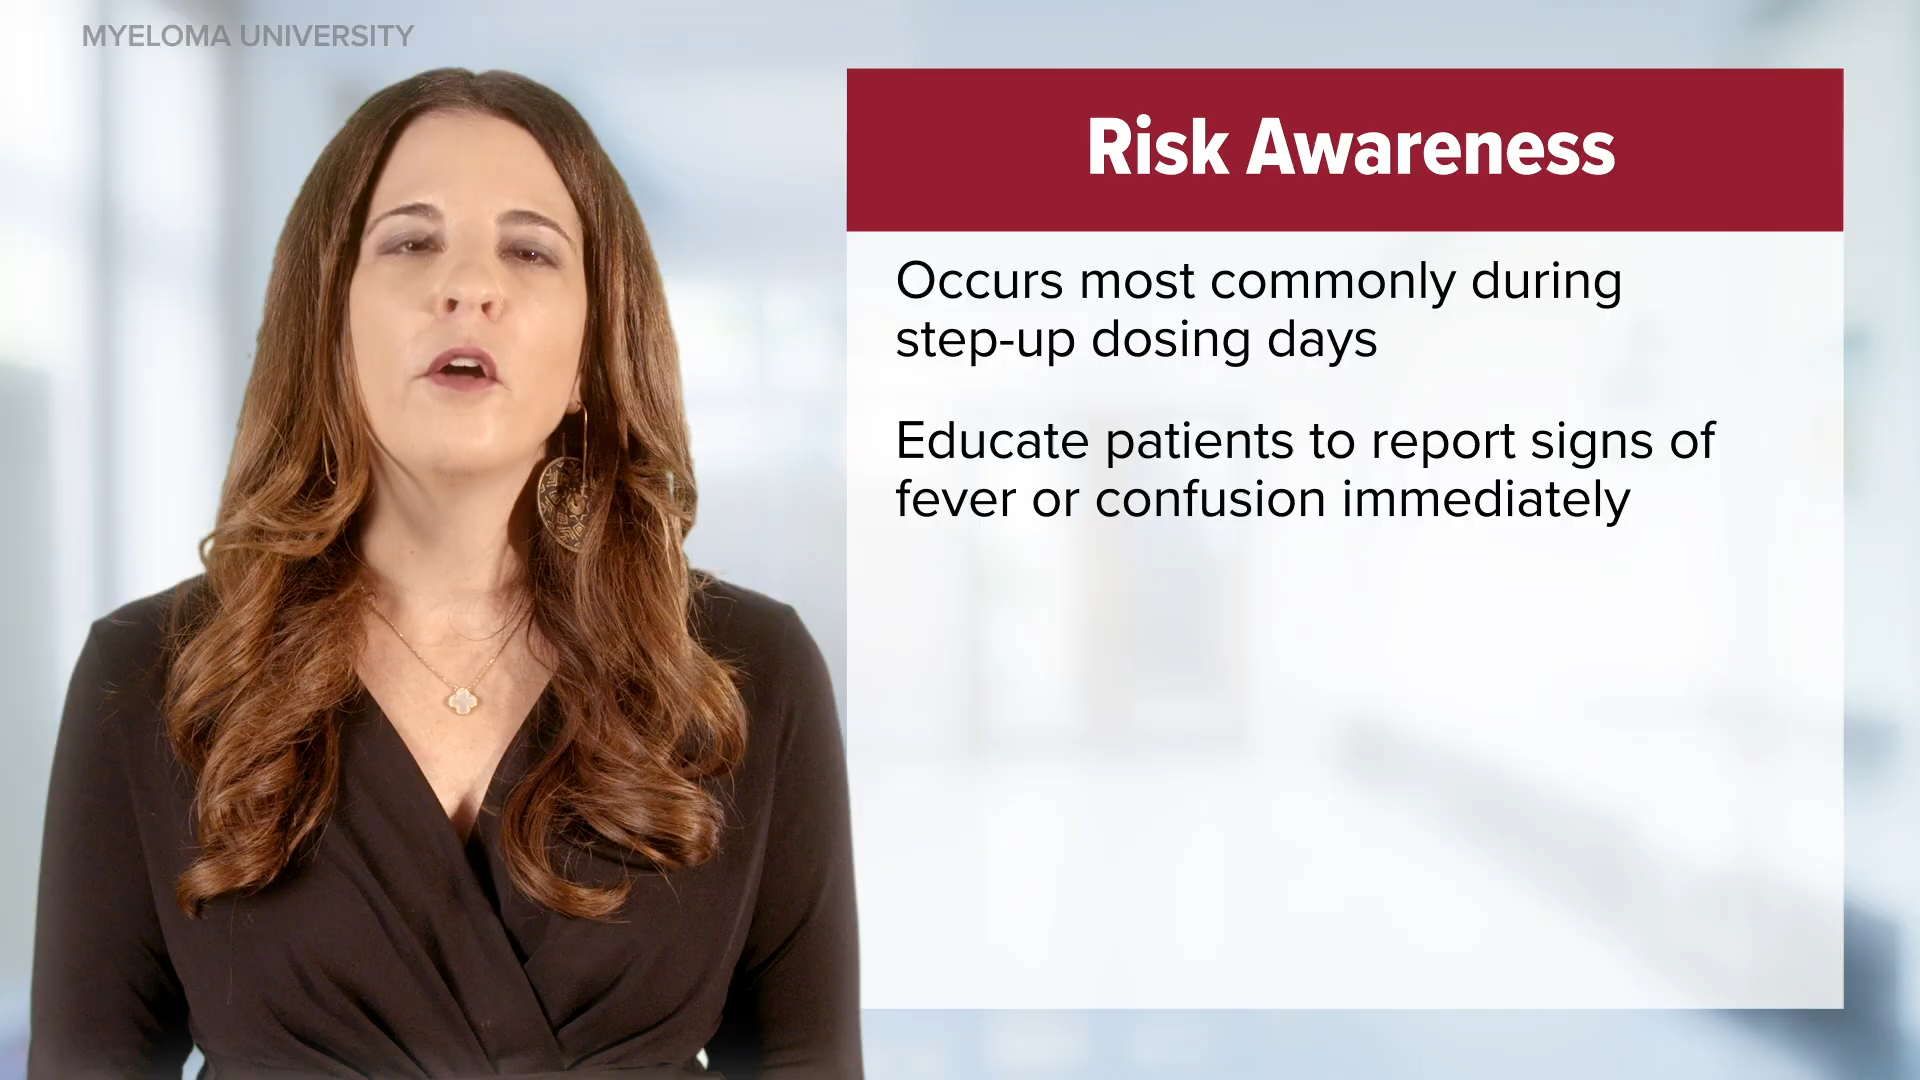 MYELOMA UNIVERSITY
Risk Awareness
Occurs most commonly during
step-up dosing days
Educate patients to report signs of
fever or confusion immediately